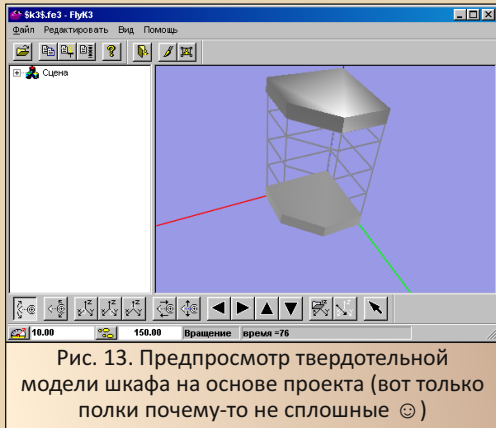 $k3$.fe3 - FlyK3
Файл Редактировать Вид Помощь
Сцена
10.00 150.00 Вращение время =76
Рис. 13. Предпросмотр твердотельной
модели шкафа на основе проекта (вот только
полки почему-то не сплошные ☺)